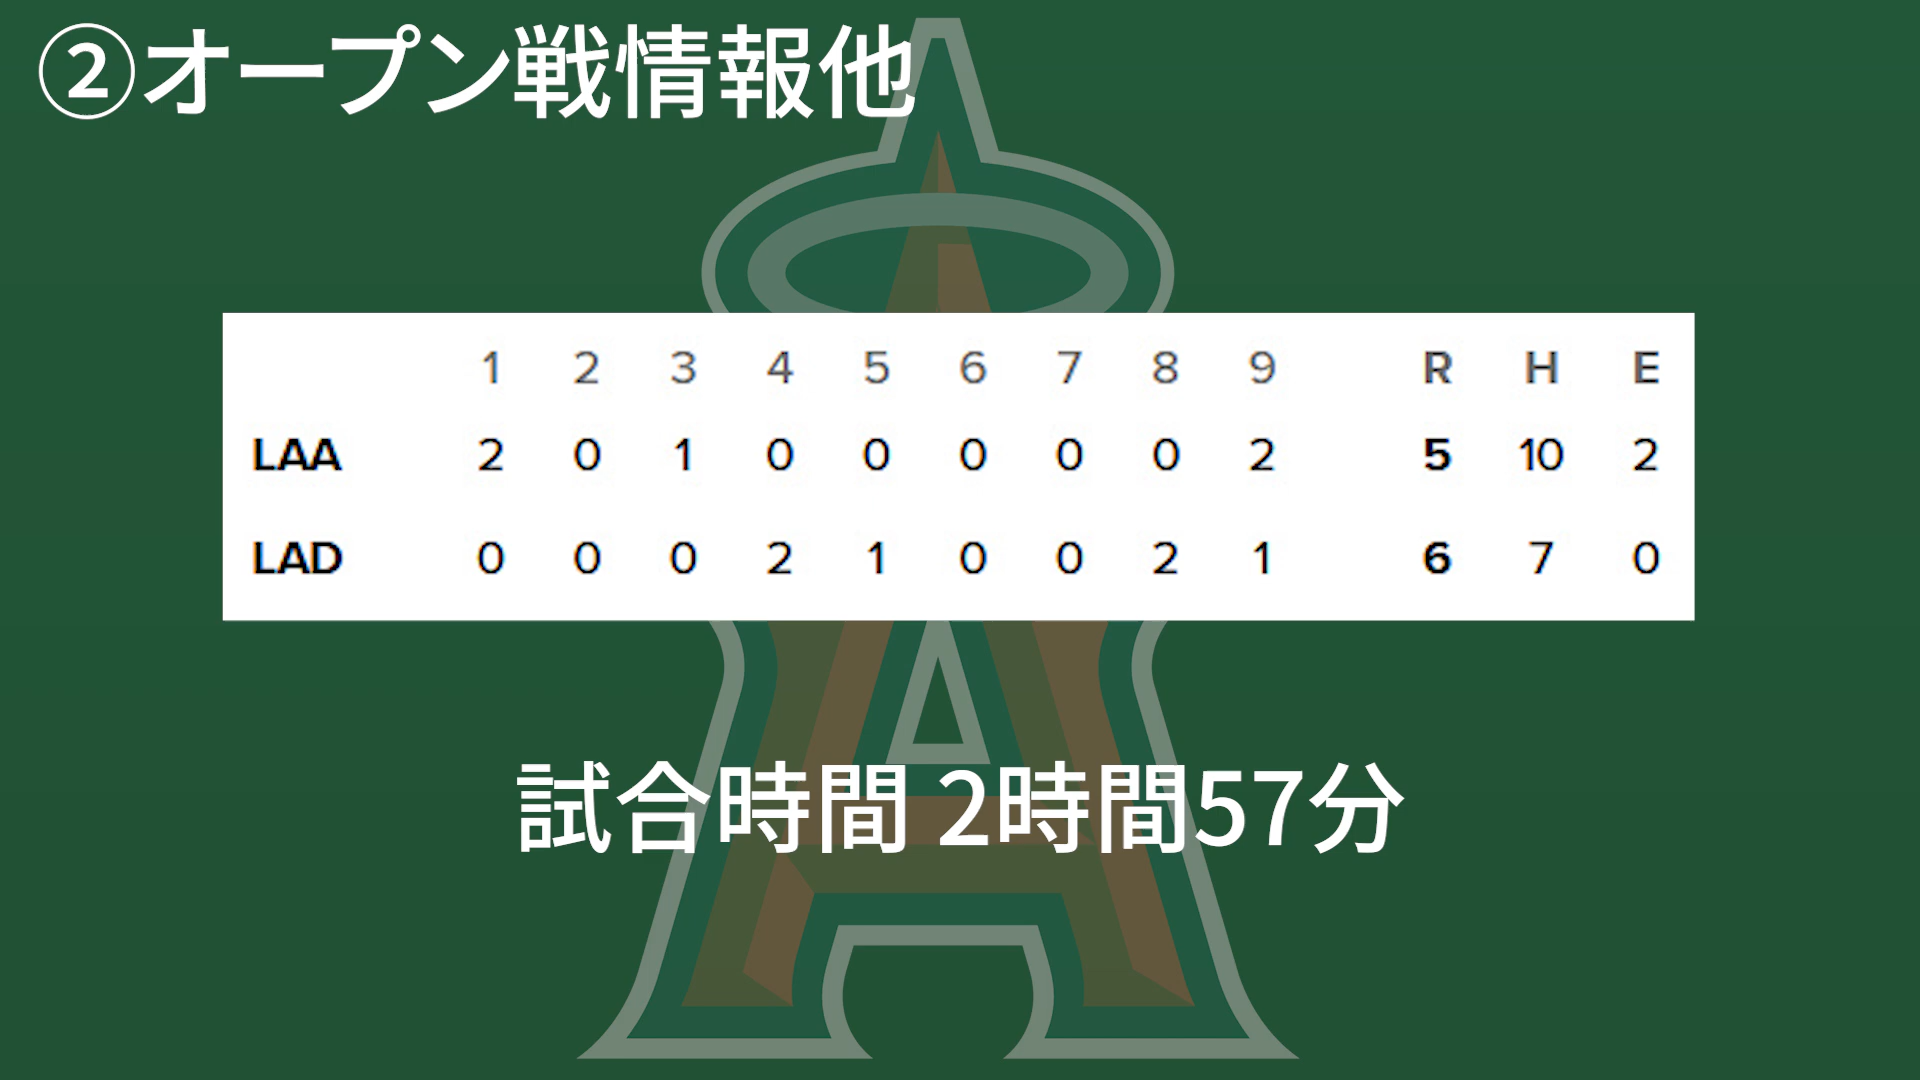 ②オープン戦情報他
1 2 3 4 5 6 7 8 9 R H E
LAA 2 0 1 0 0 0 0 0 2 5 10 2
LAD 0 0 0 2 1 0 0 2 1 6 7 0
試合時間 2時間57分